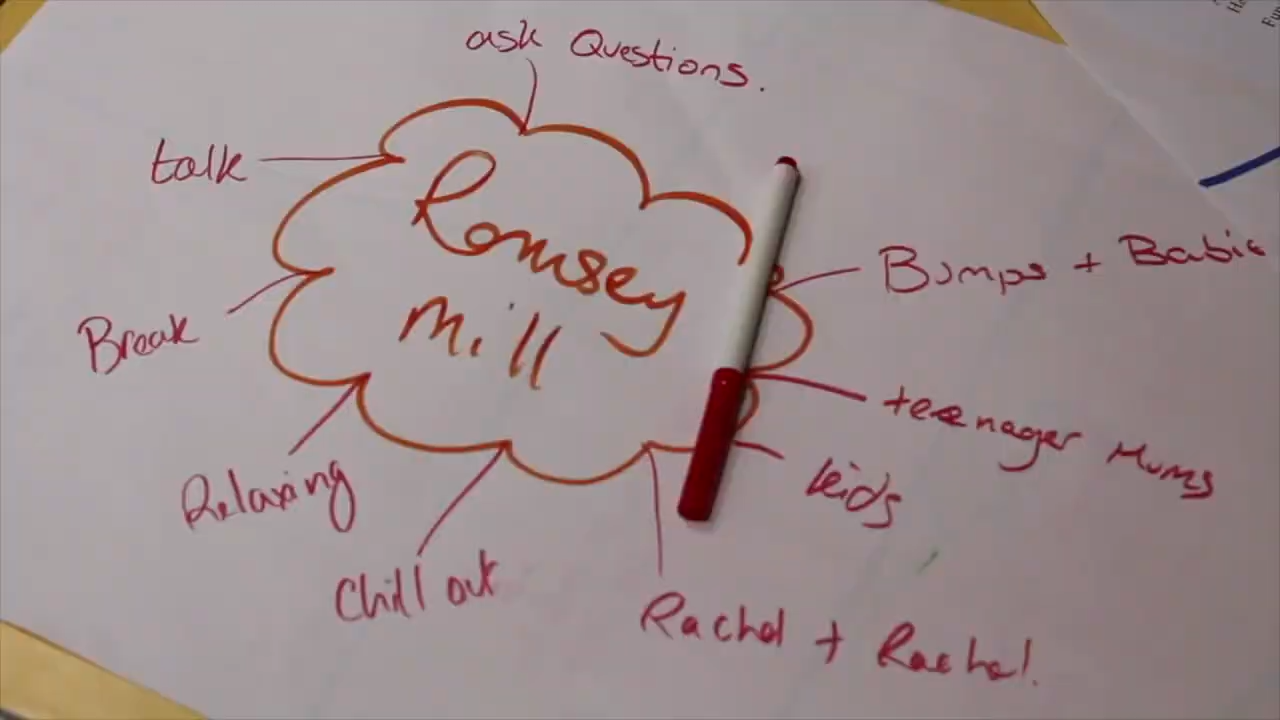 ask Questions.
talk
Romsey
Mill
Bumps + Babie
Break
teenager Mums
Relaxing
kids
Chill out
Rachel + Rachel.